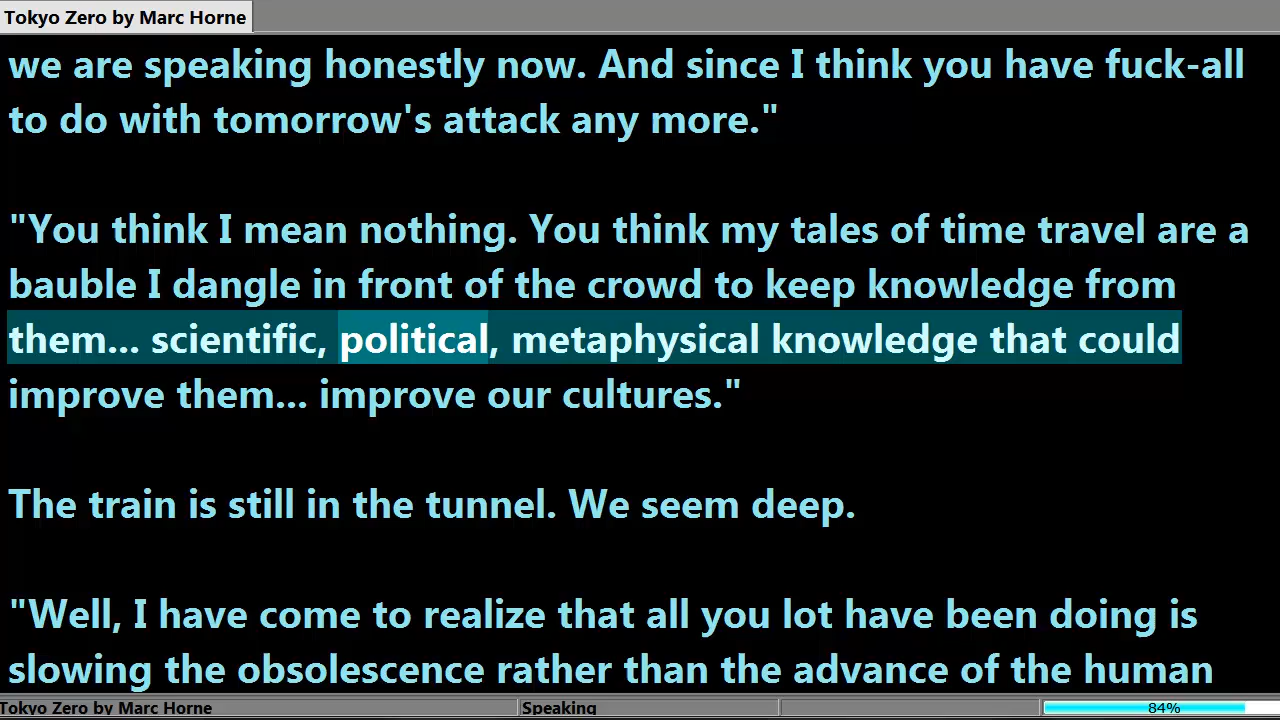 Tokyo Zero by Marc Horne
we are speaking honestly now. And since I think you have fuck-all
to do with tomorrow's attack any more."
"You think I mean nothing. You think my tales of time travel are a
bauble I dangle in front of the crowd to keep knowledge from
them... scientific, political, metaphysical knowledge that could
improve them... improve our cultures."
The train is still in the tunnel. We seem deep.
"Well, I have come to realize that all you lot have been doing is
slowing the obsolescence rather than the advance of the human
Tokyo Zero by Marc Horne Speaking 84%